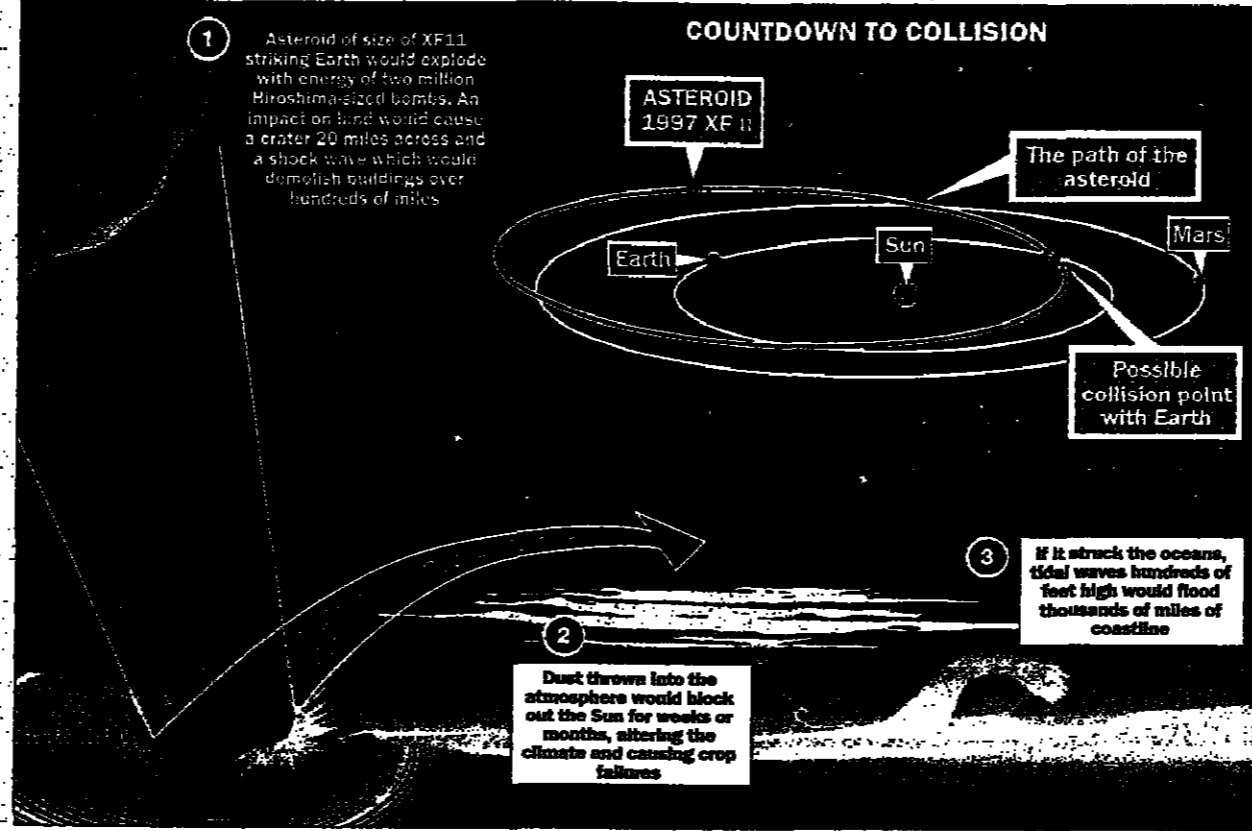 COUNTDOWN TO COLLISION
1
Asteroid of size of XF11
striking Earth would explode
with energy of two million
Hiroshima-sized bombs. An
impact on land would cause
a crater 20 miles across and
a shock wave which would
demolish buildings over
hundreds of miles
ASTEROID
1997 XF 11
The path of the
asteroid
Earth
Sun
Mars
Possible
collision point
with Earth
2
Dust thrown into the
atmosphere would block
out the Sun for weeks or
months, altering the
climate and causing crop
failures
3
If it struck the oceans,
tidal waves hundreds of
feet high would flood
thousands of miles of
coastline